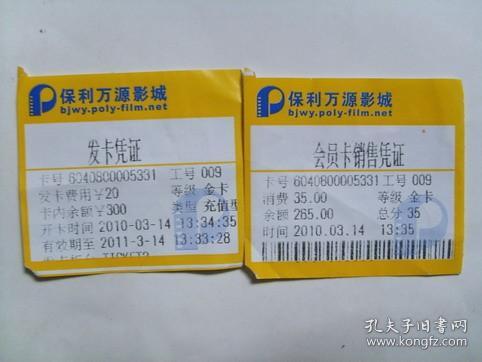 保利万源影城
bjwy.poly-film.net
发卡凭证
卡号 6040800005331 工号 009
发卡费用¥20 等级 金卡
卡内余额¥300 类型 充值型
开卡时间 2010-03-14 13:34:35
有效期至 2011-3-14 13:33:28
保利万源影城
bjwy.poly-film.net
会员卡销售凭证
卡号 6040800005331 工号 009
消费 35.00 等级 金卡
余额 265.00 总分 35
时间 2010.03.14 13:35
孔夫子旧书网
kongfz.com